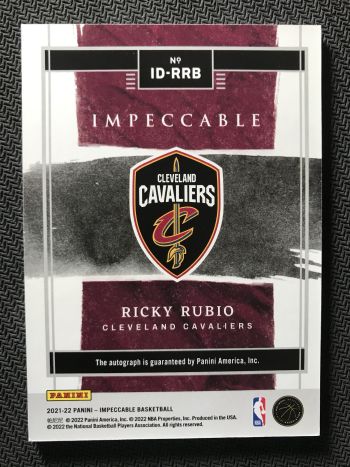 Nº
ID-RRB
IMPECCABLE
CLEVELAND
CAVALIERS
C
RICKY RUBIO
CLEVELAND CAVALIERS
The autograph is guaranteed by Panini America, Inc.
PANINI
2021-22 PANINI – IMPECCABLE BASKETBALL
© 2022 Panini America, Inc. © 2022 NBA Properties, Inc. Produced in the USA.
© 2022 the National Basketball Players Association. All rights reserved.